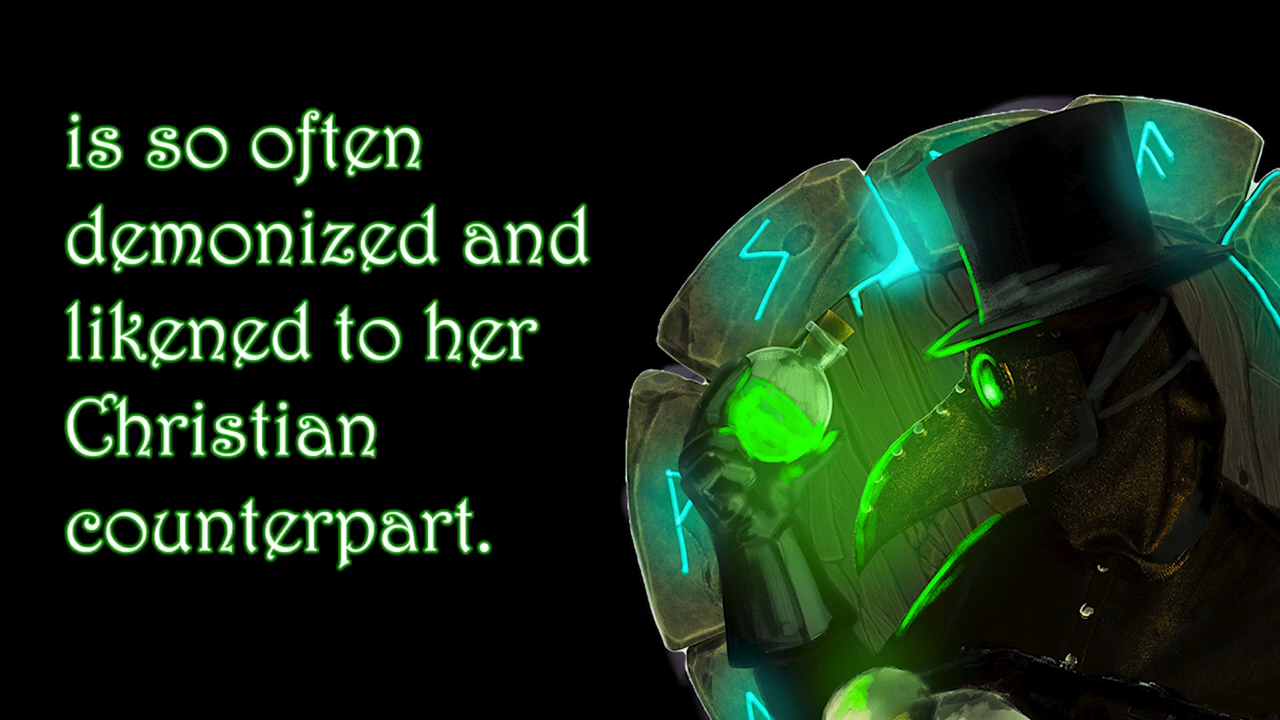 is so often
demonized and
likened to her
Christian
counterpart.